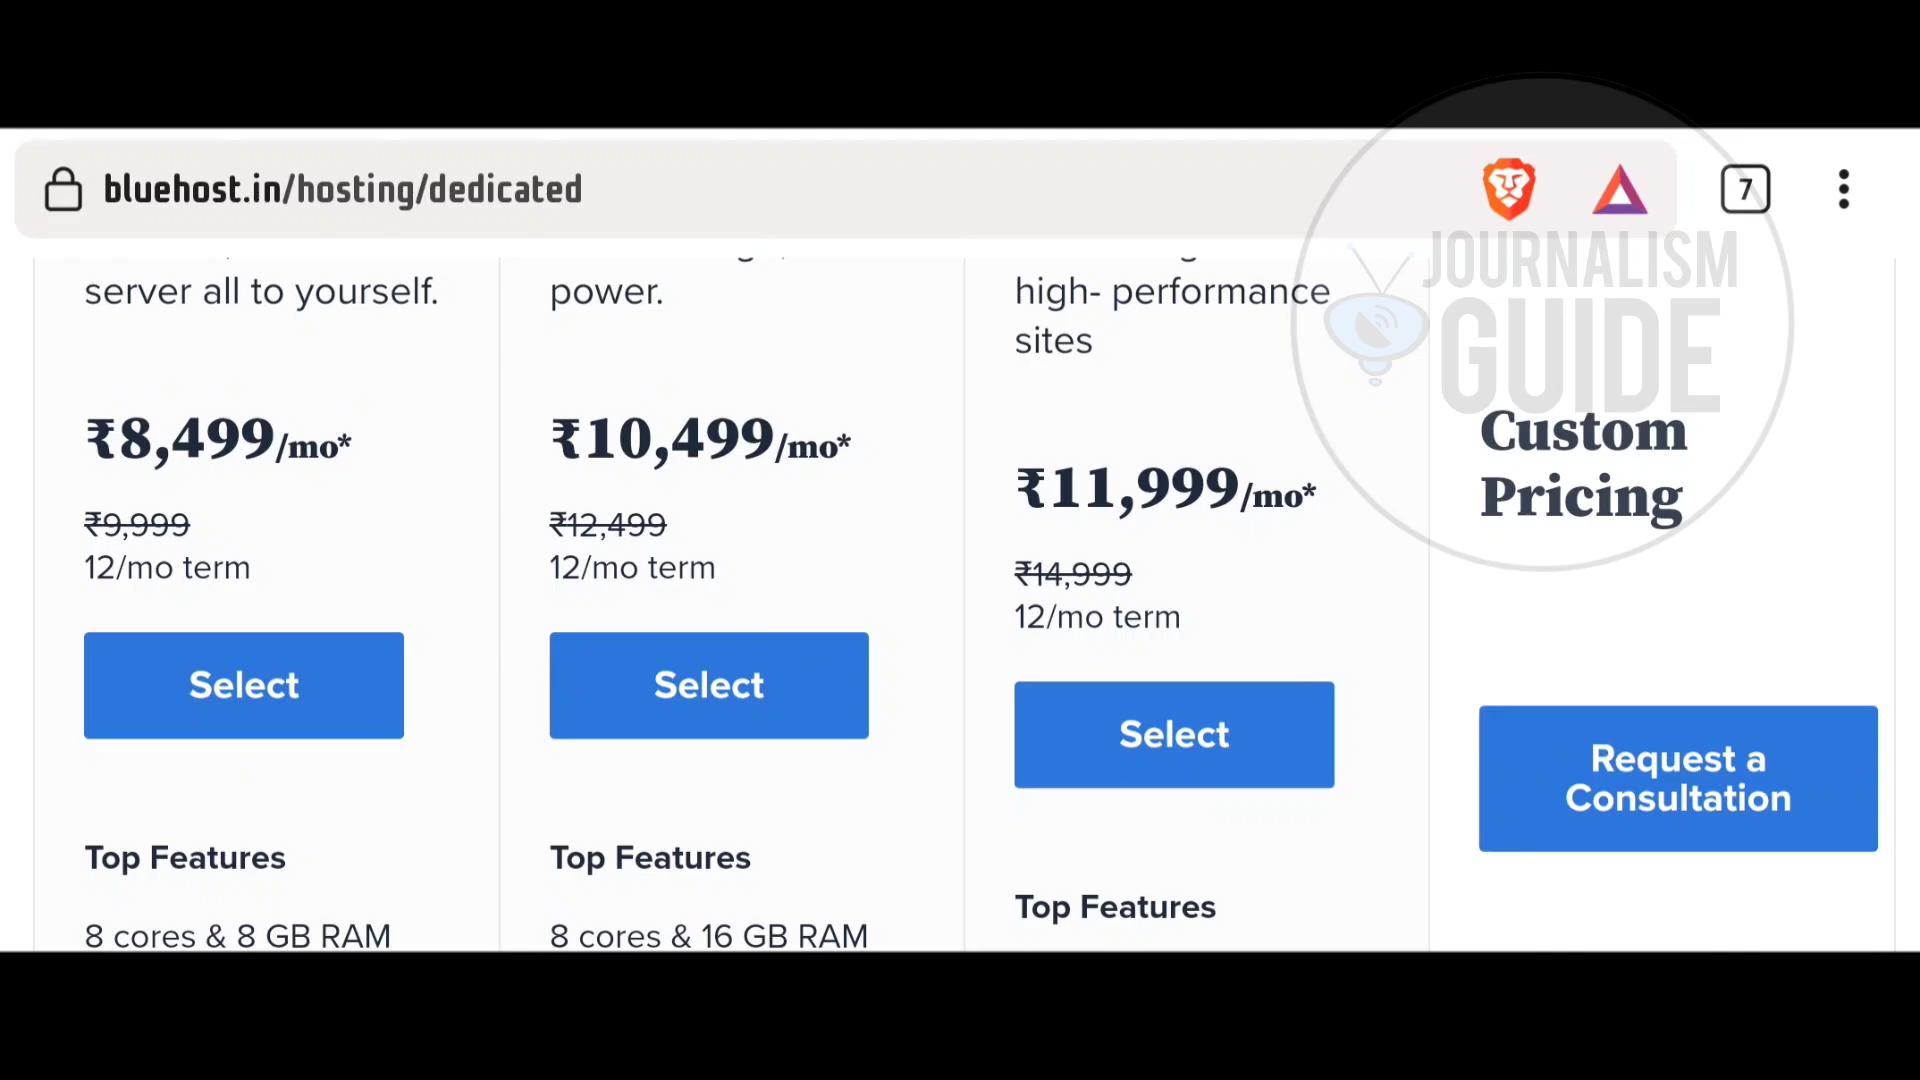 bluehost.in/hosting/dedicated
7
JOURNALISM
GUIDE
server all to yourself.
₹8,499/mo*
₹9,999
12/mo term
Select
Top Features
8 cores & 8 GB RAM
power.
₹10,499/mo*
₹12,499
12/mo term
Select
Top Features
8 cores & 16 GB RAM
high- performance
sites
₹11,999/mo*
₹14,999
12/mo term
Select
Top Features
Custom
Pricing
Request a
Consultation